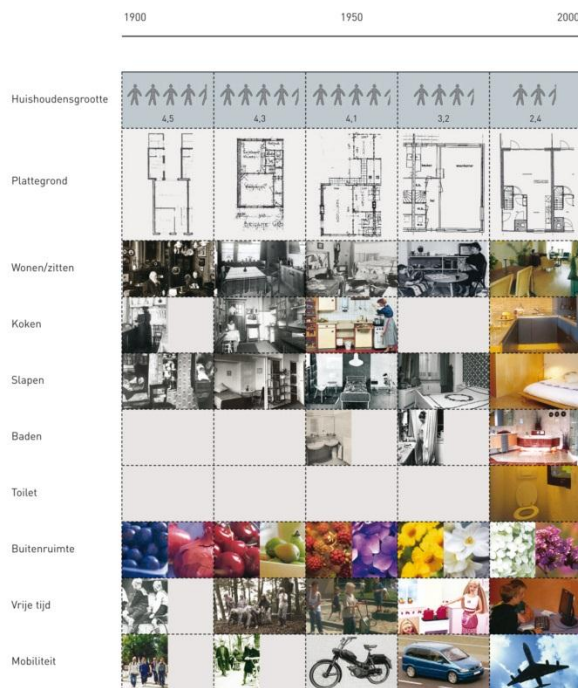 1900 1950 2000
Huishoudensgrootte
4,5 4,3 4,1 3,2 2,4
Plattegrond
Wonen/zitten
Koken
Slapen
Baden
Toilet
Buitenruimte
Vrije tijd
Mobiliteit